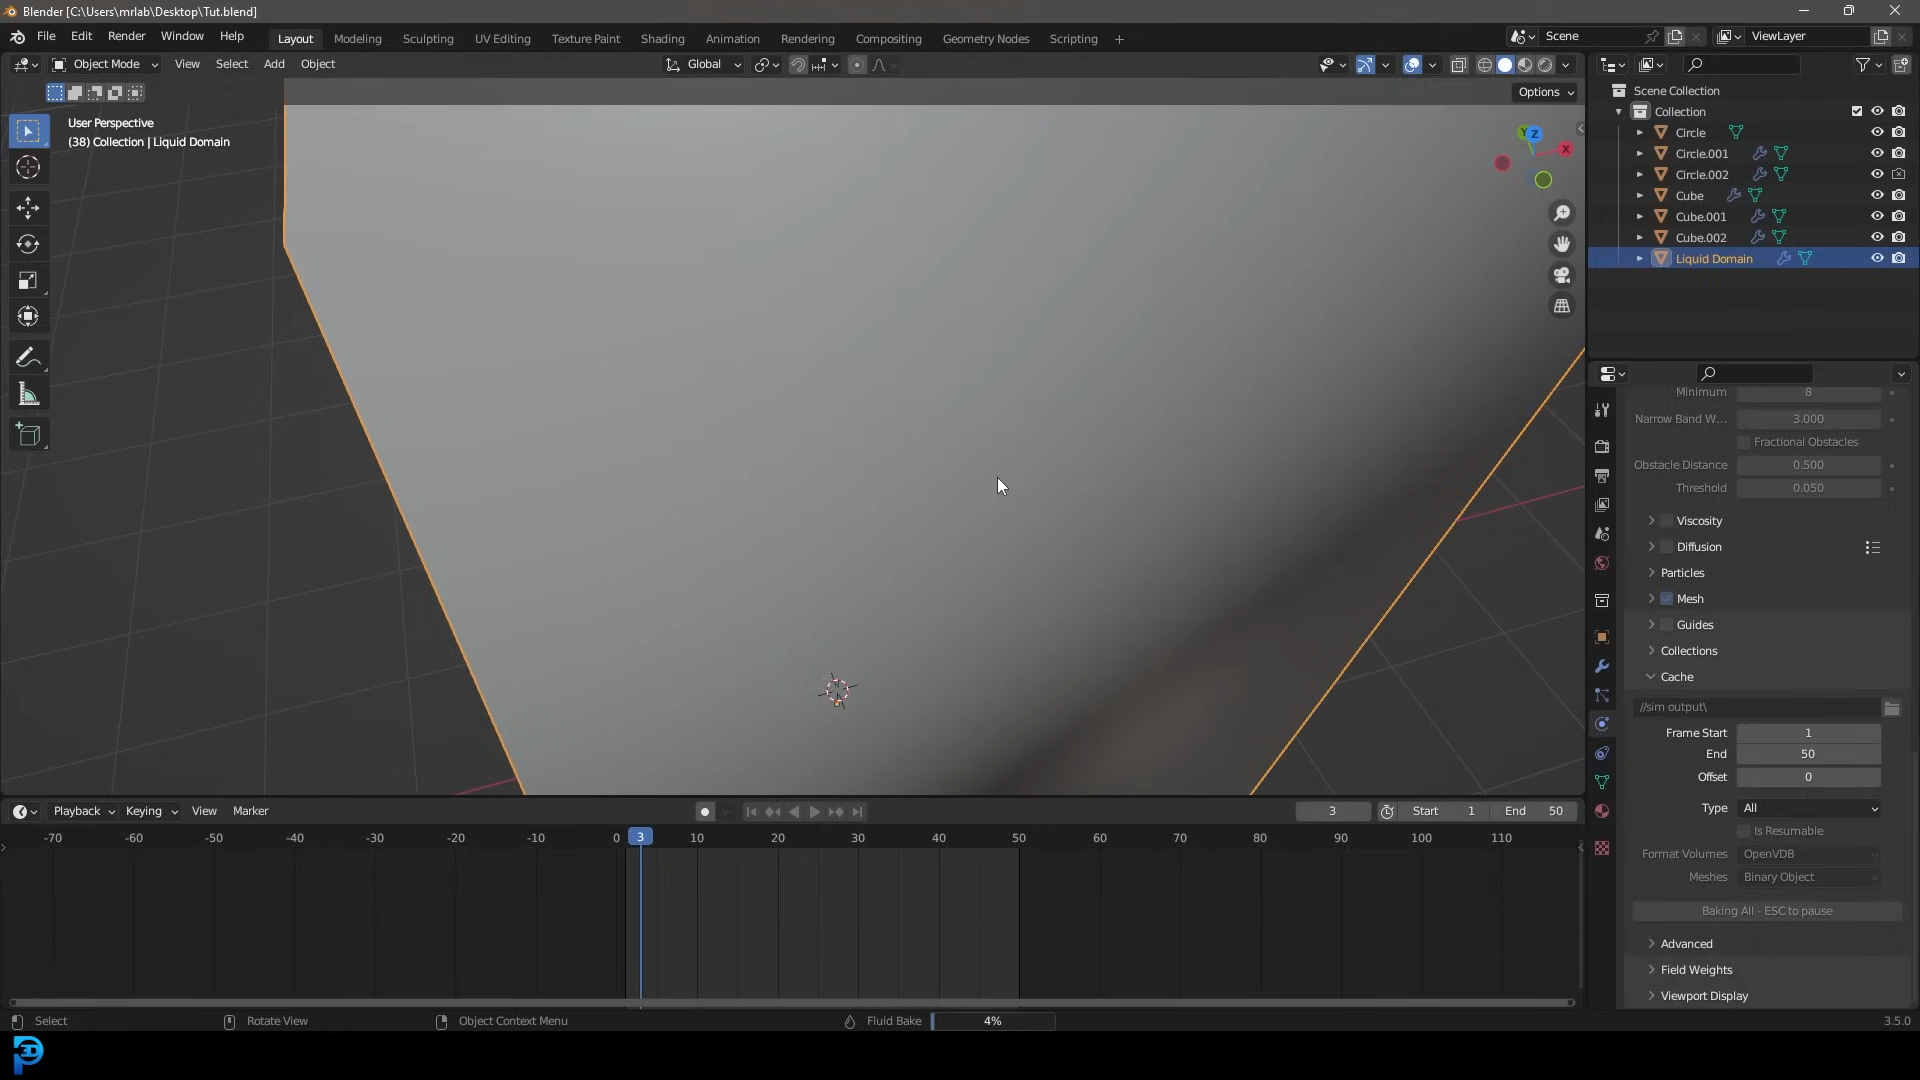 Blender [C:\Users\mrlab\Desktop\Tut.blend]
File Edit Render Window Help Layout Modeling Sculpting UV Editing Texture Paint Shading Animation Rendering Compositing Geometry Nodes Scripting + Scene ViewLayer
Object Mode View Select Add Object Global
Options
User Perspective
(38) Collection | Liquid Domain
Y Z X
Scene Collection
Collection
Circle
Circle.001
Circle.002
Cube
Cube.001
Cube.002
Liquid Domain
Minimum 8
Narrow Band W... 3.000
Fractional Obstacles
Obstacle Distance 0.500
Threshold 0.050
Viscosity
Diffusion
Particles
Mesh
Guides
Collections
Cache
//sim output\
Frame Start 1
End 50
Offset 0
Type All
Is Resumable
Format Volumes OpenVDB
Meshes Binary Object
Baking All - ESC to pause
Advanced
Field Weights
Viewport Display
Playback Keying View Marker 3 Start 1 End 50
-70 -60 -50 -40 -30 -20 -10 0 3 10 20 30 40 50 60 70 80 90 100 110
Select Rotate View Object Context Menu Fluid Bake 4% 3.5.0